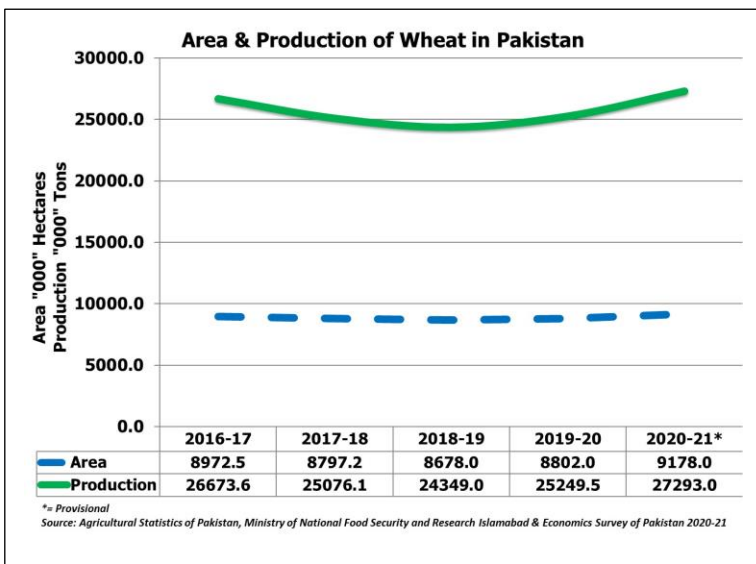 Area & Production of Wheat in Pakistan
30000.0
25000.0
20000.0
15000.0
10000.0
5000.0
0.0
Area "000" Hectares
Production "000" Tons
2016-17 2017-18 2018-19 2019-20 2020-21*
Area 8972.5 8797.2 8678.0 8802.0 9178.0
Production 26673.6 25076.1 24349.0 25249.5 27293.0
*= Provisional
Source: Agricultural Statistics of Pakistan, Ministry of National Food Security and Research Islamabad & Economics Survey of Pakistan 2020-21